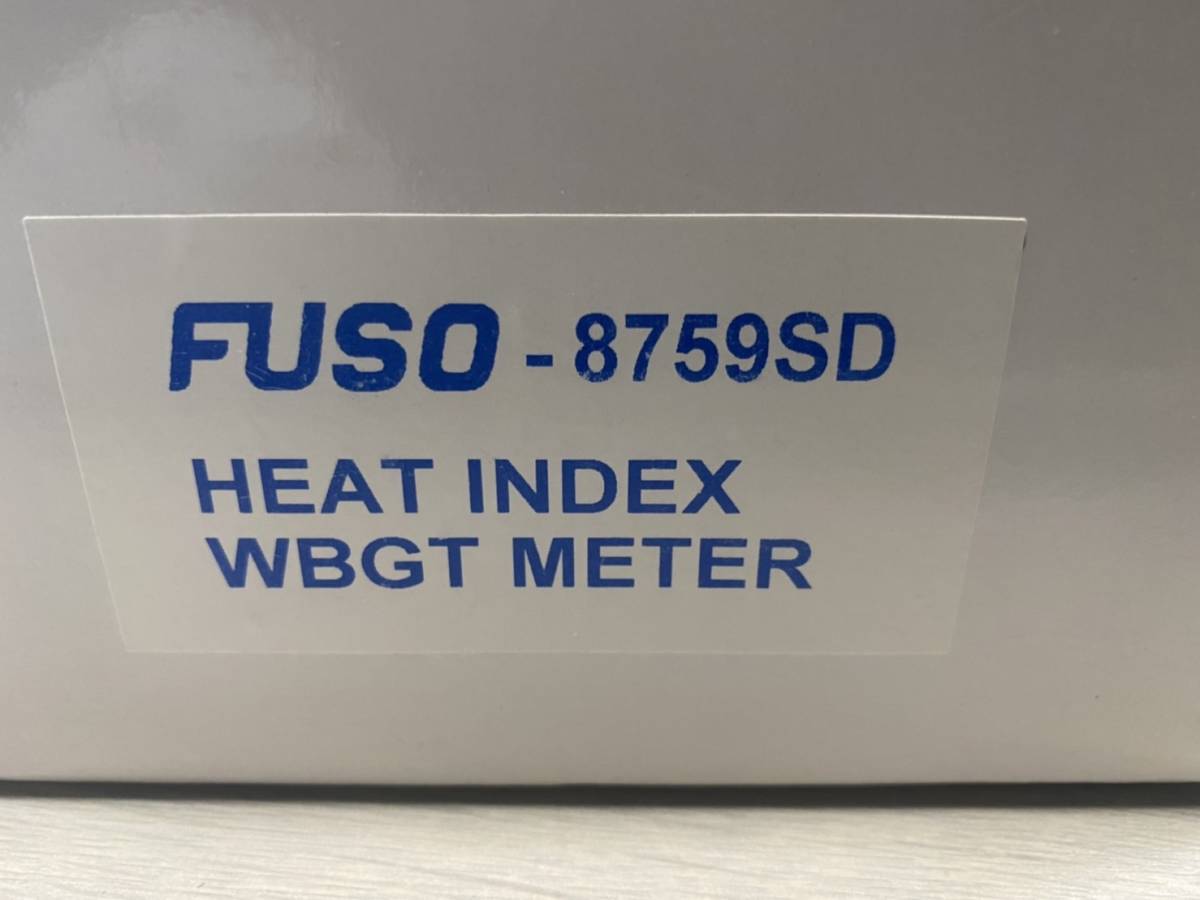 FUSO - 8759SD
HEAT INDEX
WBGT METER